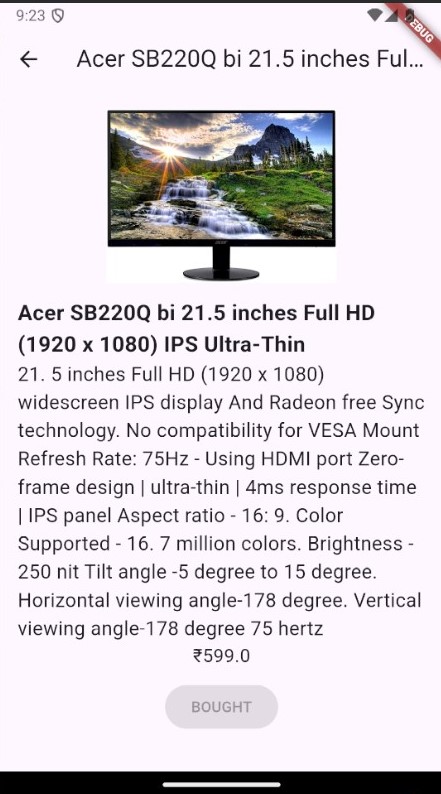 9:23
DEBUG
Acer SB220Q bi 21.5 inches Ful...
acer
Acer SB220Q bi 21.5 inches Full HD
(1920 x 1080) IPS Ultra-Thin
21. 5 inches Full HD (1920 x 1080)
widescreen IPS display And Radeon free Sync
technology. No compatibility for VESA Mount
Refresh Rate: 75Hz - Using HDMI port Zero-
frame design | ultra-thin | 4ms response time
| IPS panel Aspect ratio - 16: 9. Color
Supported - 16. 7 million colors. Brightness -
250 nit Tilt angle -5 degree to 15 degree.
Horizontal viewing angle-178 degree. Vertical
viewing angle-178 degree 75 hertz
₹599.0
BOUGHT